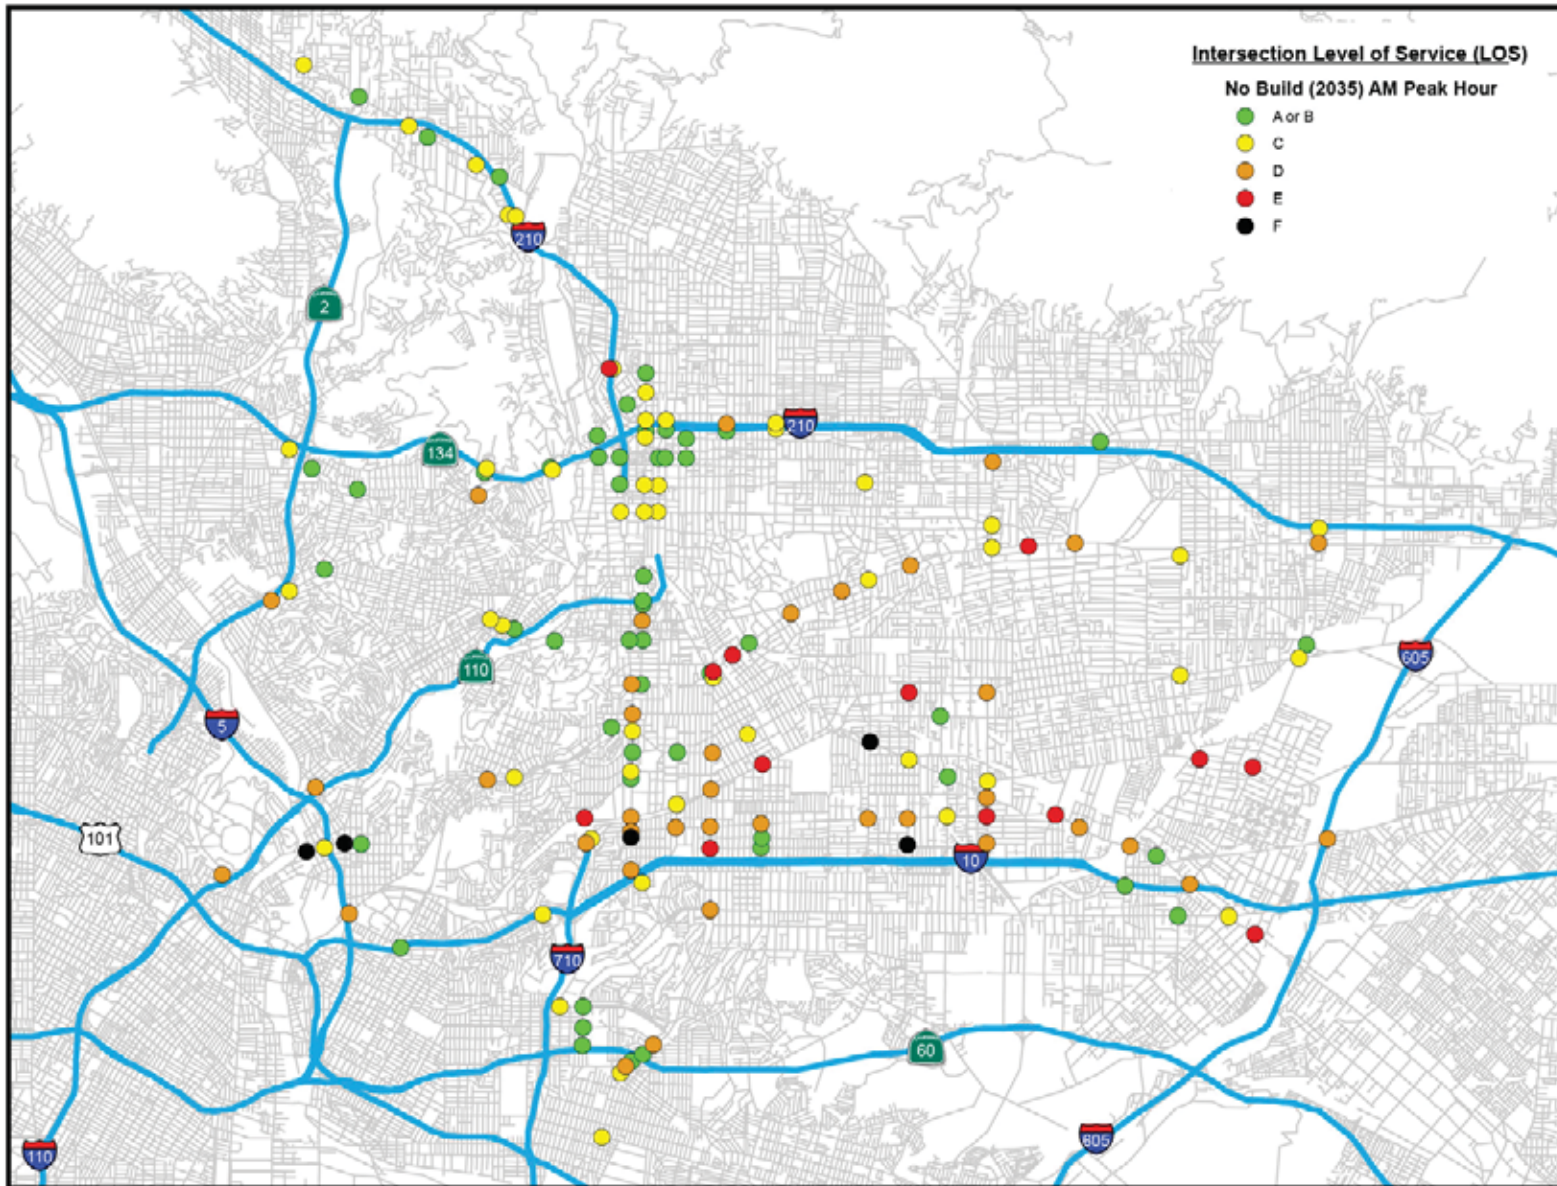 Intersection Level of Service (LOS)
No Build (2035) AM Peak Hour
A or B
C
D
E
F
210
2
134
210
110
605
5
101
10
710
60
605
110